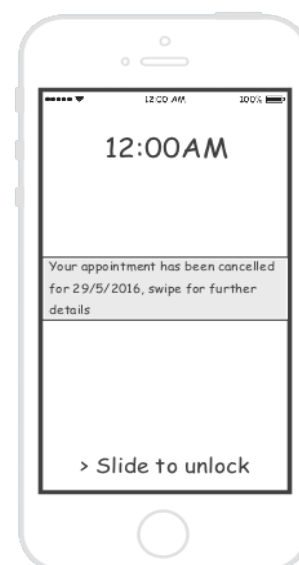 12:00 AM
100%
12:00AM
Your appointment has been cancelled
for 29/5/2016, swipe for further
details
> Slide to unlock